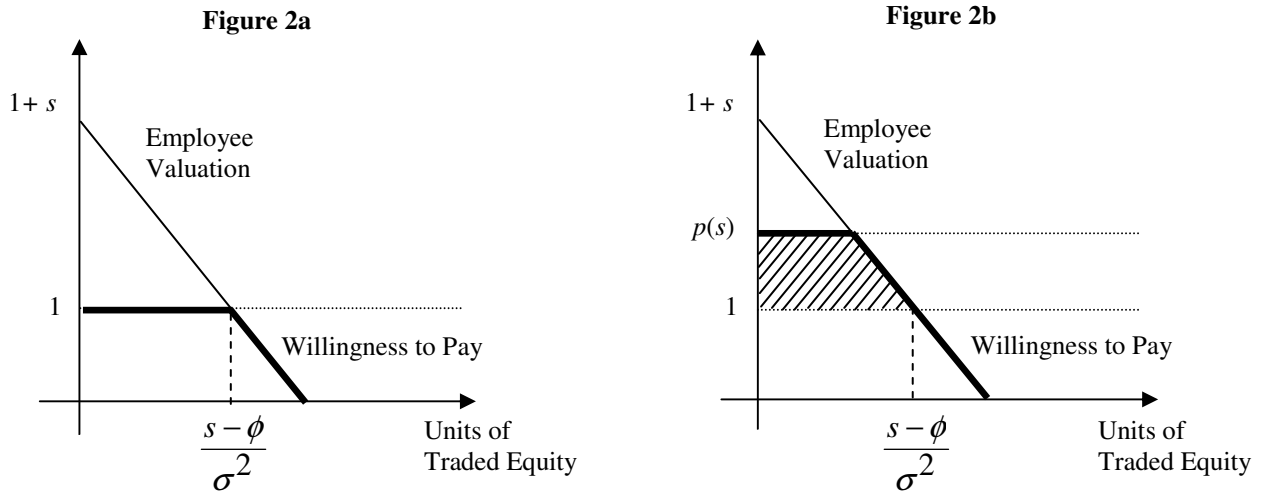 Figure 2a
1+ s
Employee
Valuation
1
Willingness to Pay
s − ϕ
σ²
Units of
Traded Equity
Figure 2b
1+ s
Employee
Valuation
p(s)
1
Willingness to Pay
s − ϕ
σ²
Units of
Traded Equity